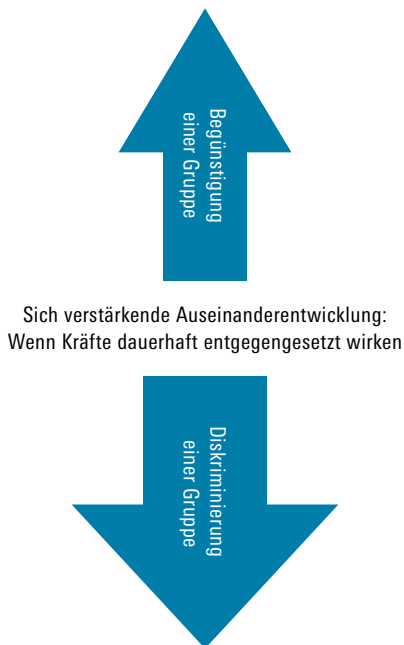 Begünstigung
einer Gruppe
Sich verstärkende Auseinanderentwicklung:
Wenn Kräfte dauerhaft entgegengesetzt wirken
Diskriminierung
einer Gruppe